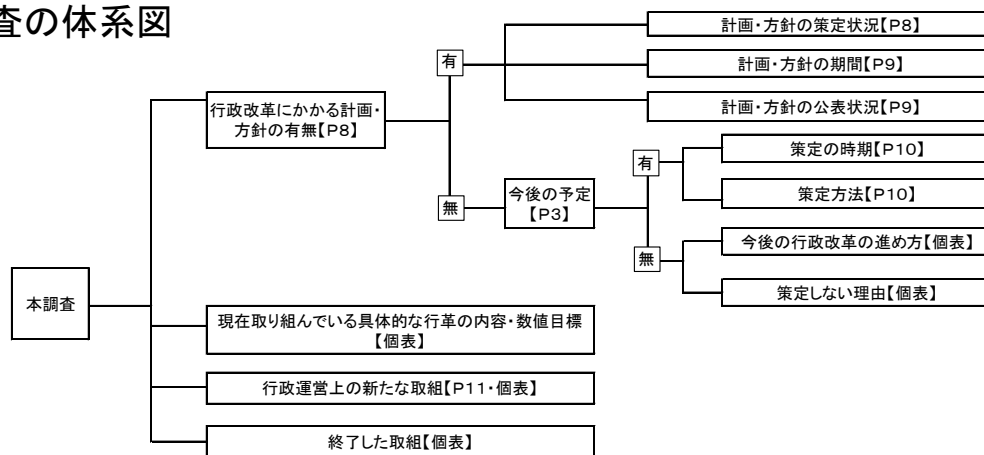 査の体系図
計画・方針の策定状況【P8】
有
計画・方針の期間【P9】
行政改革にかかる計画・
方針の有無【P8】
計画・方針の公表状況【P9】
有
策定の時期【P10】
無
今後の予定
【P3】
策定方法【P10】
無
今後の行政改革の進め方【個表】
策定しない理由【個表】
本調査
現在取り組んでいる具体的な行革の内容・数値目標
【個表】
行政運営上の新たな取組【P11・個表】
終了した取組【個表】